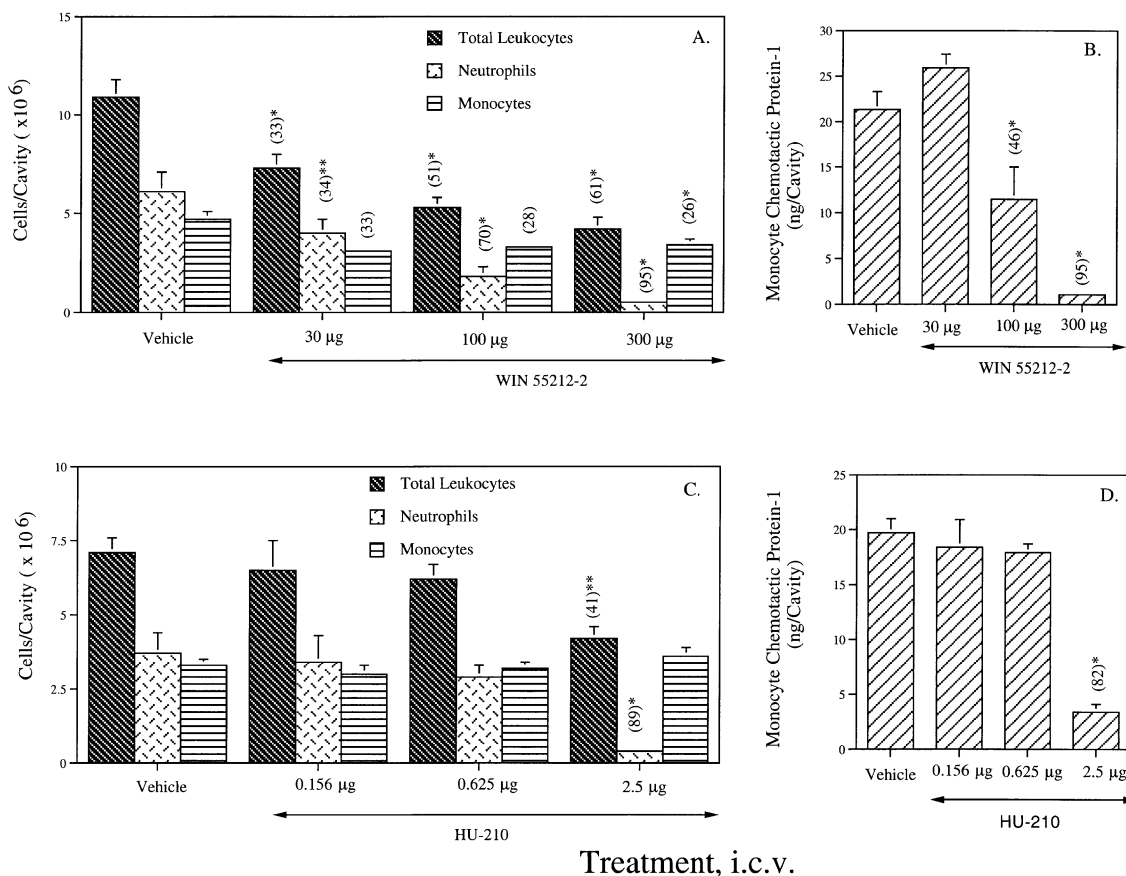 A.
Total Leukocytes
Neutrophils
Monocytes
Cells/Cavity ( x10 6)
15
10
5
0
(33)*
(34)**
(33)
(51)*
(70)*
(28)
(61)*
(95)*
(26)*
Vehicle 30 µg 100 µg 300 µg
WIN 55212-2
B.
Monocyte Chemotactic Protein-1
(ng/Cavity)
30
25
20
15
10
5
0
(46)*
(95)*
Vehicle 30 µg 100 µg 300 µg
WIN 55212-2
C.
Total Leukocytes
Neutrophils
Monocytes
Cells/Cavity ( x 10 6)
10
7.5
5
2.5
0
(41)**
(89)*
Vehicle 0.156 µg 0.625 µg 2.5 µg
HU-210
D.
Monocyte Chemotactic Protein-1
(ng/Cavity)
25
20
15
10
5
0
(82)*
Vehicle 0.156 µg 0.625 µg 2.5 µg
HU-210
Treatment, i.c.v.